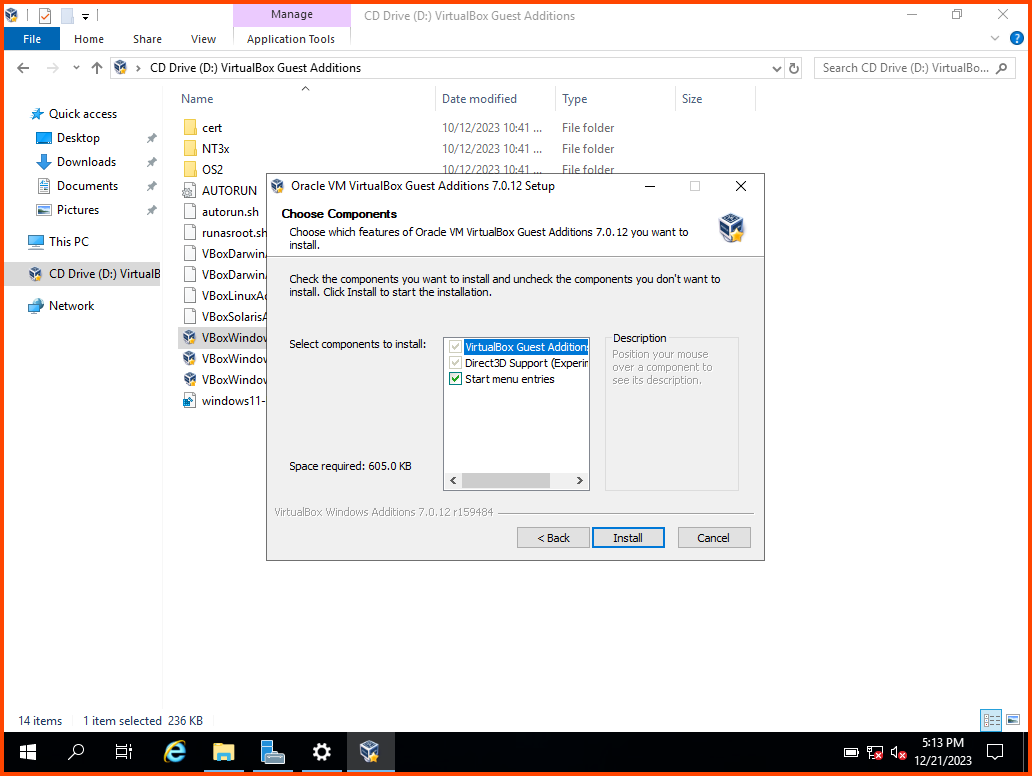 Manage
CD Drive (D:) VirtualBox Guest Additions
File
Home
Share
View
Application Tools
CD Drive (D:) VirtualBox Guest Additions
Search CD Drive (D:) VirtualBo...
Quick access
Desktop
Downloads
Documents
Pictures
This PC
CD Drive (D:) VirtualB
Network
Name
Date modified
Type
Size
cert
10/12/2023 10:41 ...
File folder
NT3x
10/12/2023 10:41 ...
File folder
OS2
10/12/2023 10:41 ...
File folder
AUTORUN
autorun.sh
runasroot.sh
VBoxDarwin
VBoxDarwin
VBoxLinuxAd
VBoxSolarisA
VBoxWindow
VBoxWindow
VBoxWindow
windows11-
Oracle VM VirtualBox Guest Additions 7.0.12 Setup
Choose Components
Choose which features of Oracle VM VirtualBox Guest Additions 7.0.12 you want to
install.
Check the components you want to install and uncheck the components you don't want to
install. Click Install to start the installation.
Select components to install:
VirtualBox Guest Additions
Direct3D Support (Experin
Start menu entries
Description
Position your mouse
over a component to
see its description.
Space required: 605.0 KB
VirtualBox Windows Additions 7.0.12 r159484
< Back
Install
Cancel
14 items
1 item selected 236 KB
5:13 PM
12/21/2023